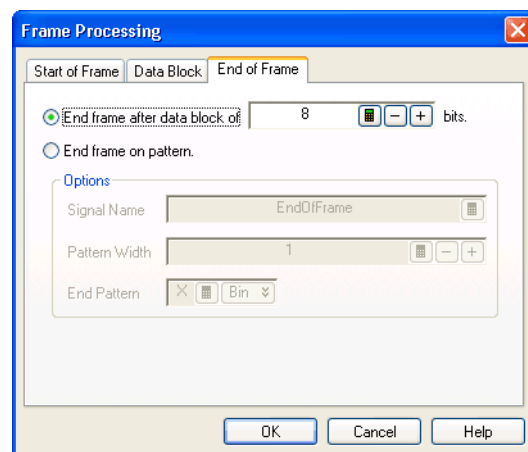 Frame Processing
Start of Frame Data Block End of Frame
End frame after data block of 8 bits.
End frame on pattern.
Options
Signal Name EndOfFrame
Pattern Width 1
End Pattern X Bin
OK Cancel Help